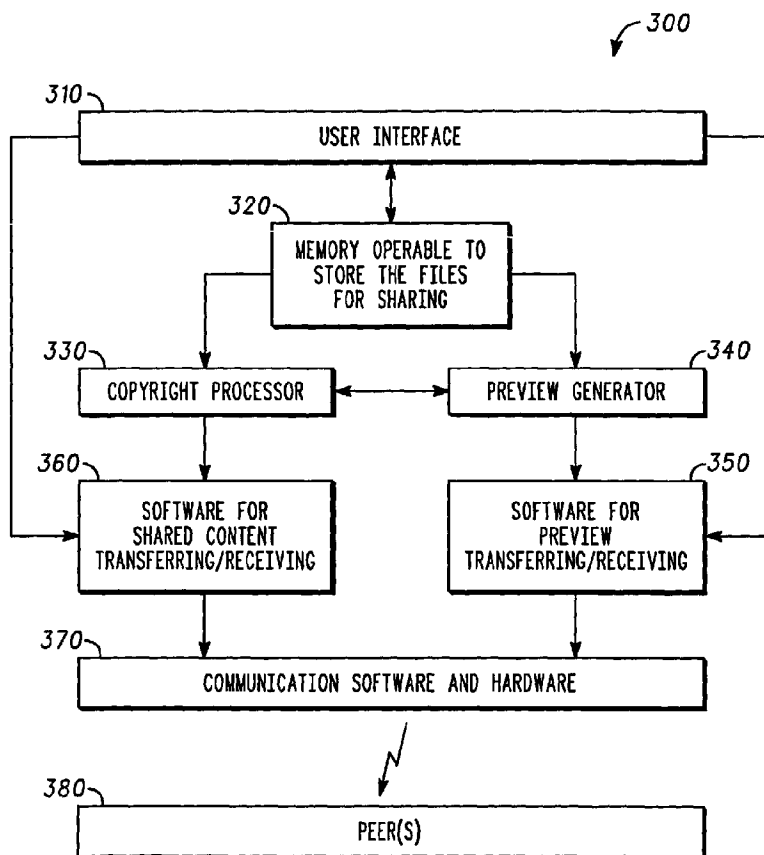 300
310
USER INTERFACE
320
MEMORY OPERABLE TO
STORE THE FILES
FOR SHARING
330
COPYRIGHT PROCESSOR
340
PREVIEW GENERATOR
360
SOFTWARE FOR
SHARED CONTENT
TRANSFERRING/RECEIVING
350
SOFTWARE FOR
PREVIEW
TRANSFERRING/RECEIVING
370
COMMUNICATION SOFTWARE AND HARDWARE
380
PEER(S)